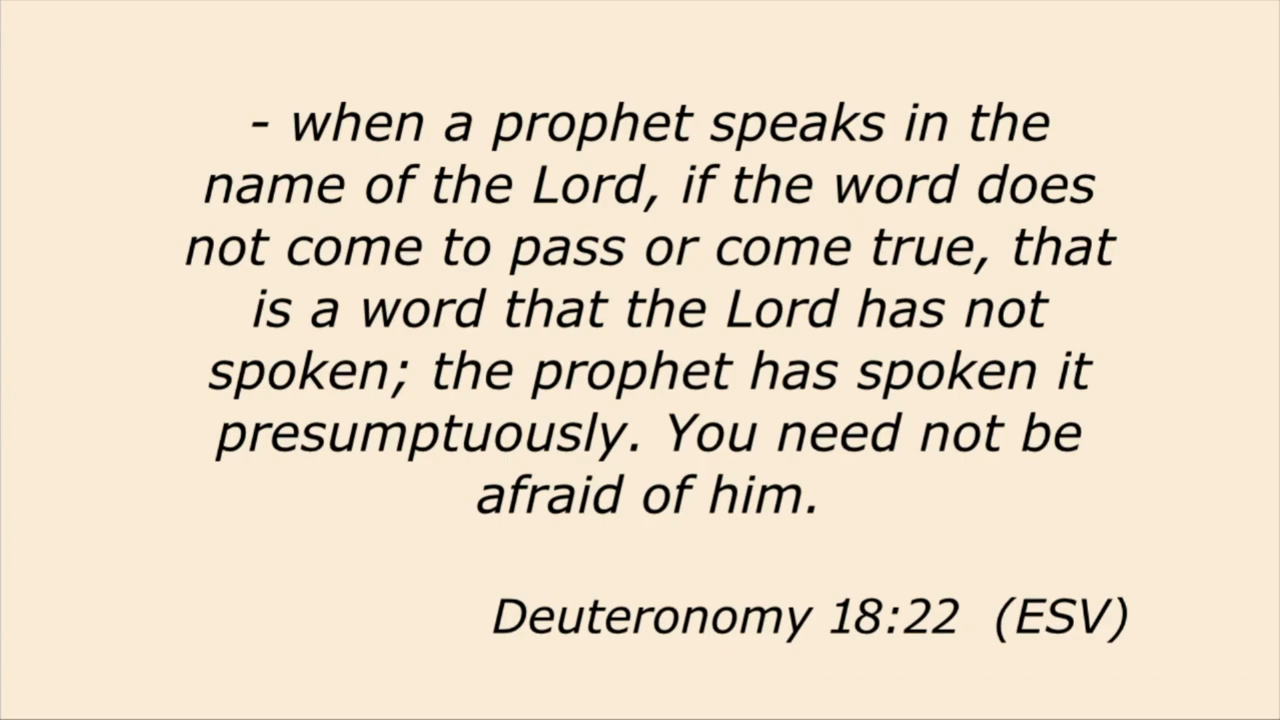 - when a prophet speaks in the
name of the Lord, if the word does
not come to pass or come true, that
is a word that the Lord has not
spoken; the prophet has spoken it
presumptuously. You need not be
afraid of him.
Deuteronomy 18:22 (ESV)